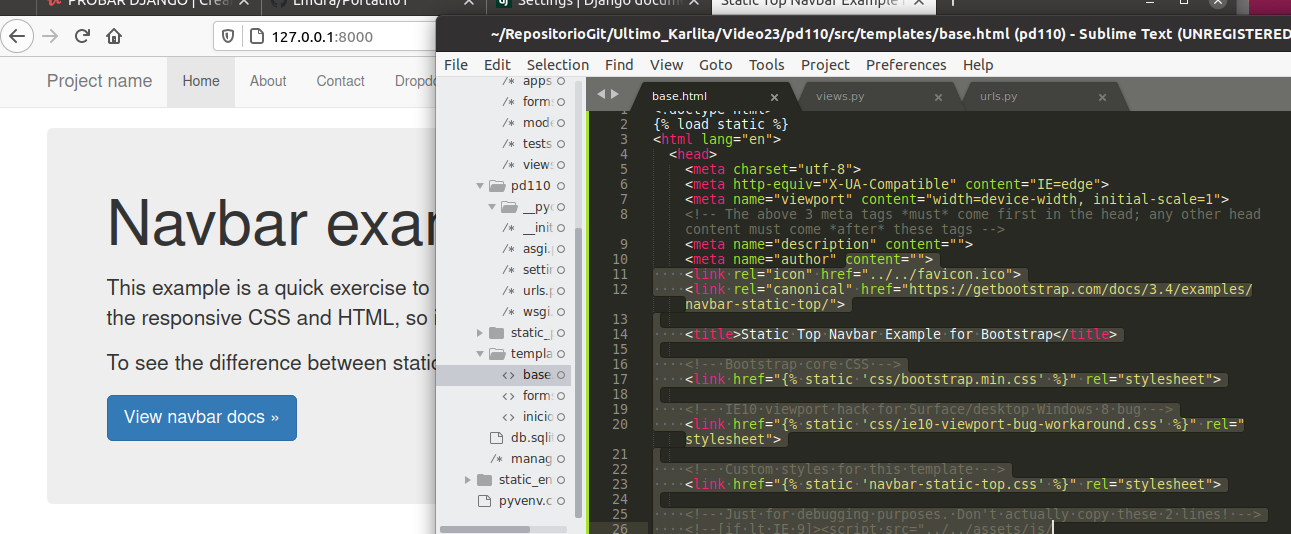 PROBAR DJANGO | Crea
LmGra/Portatil01
Settings | Django docum
Static Top Navbar Example
127.0.0.1:8000
Project name Home About Contact Dropd
Navbar exam
This example is a quick exercise to
the responsive CSS and HTML, so i
To see the difference between static
View navbar docs »
~/RepositorioGit/Ultimo_Karlita/Video23/pd110/src/templates/base.html (pd110) - Sublime Text (UNREGISTERED
File Edit Selection Find View Goto Tools Project Preferences Help
/* apps
/* form
/* mode
/* tests
/* views
pd110
__pyc
/* __init
/* asgi.
/* settin
/* urls.p
/* wsgi.
static_p
templa
<> base
<> form
<> inicio
db.sqlit
/* manag
static_en
pyvenv.c
base.html × views.py × urls.py ×
1 <!doctype html>
2 {% load static %}
3 <html lang="en">
4 <head>
5 <meta charset="utf-8">
6 <meta http-equiv="X-UA-Compatible" content="IE=edge">
7 <meta name="viewport" content="width=device-width, initial-scale=1">
8 <!-- The above 3 meta tags *must* come first in the head; any other head
content must come *after* these tags -->
9 <meta name="description" content="">
10 <meta name="author" content="">
11 <link rel="icon" href="../../favicon.ico">
12 <link rel="canonical" href="https://getbootstrap.com/docs/3.4/examples/
navbar-static-top/">
13
14 <title>Static Top Navbar Example for Bootstrap</title>
15
16 <!-- Bootstrap core CSS -->
17 <link href="{% static 'css/bootstrap.min.css' %}" rel="stylesheet">
18
19 <!-- IE10 viewport hack for Surface/desktop Windows 8 bug -->
20 <link href="{% static 'css/ie10-viewport-bug-workaround.css' %}" rel="
stylesheet">
21
22 <!-- Custom styles for this template -->
23 <link href="{% static 'navbar-static-top.css' %}" rel="stylesheet">
24
25 <!-- Just for debugging purposes. Don't actually copy these 2 lines! -->
26 <!--[if lt IE 9]><script src="../../assets/js/